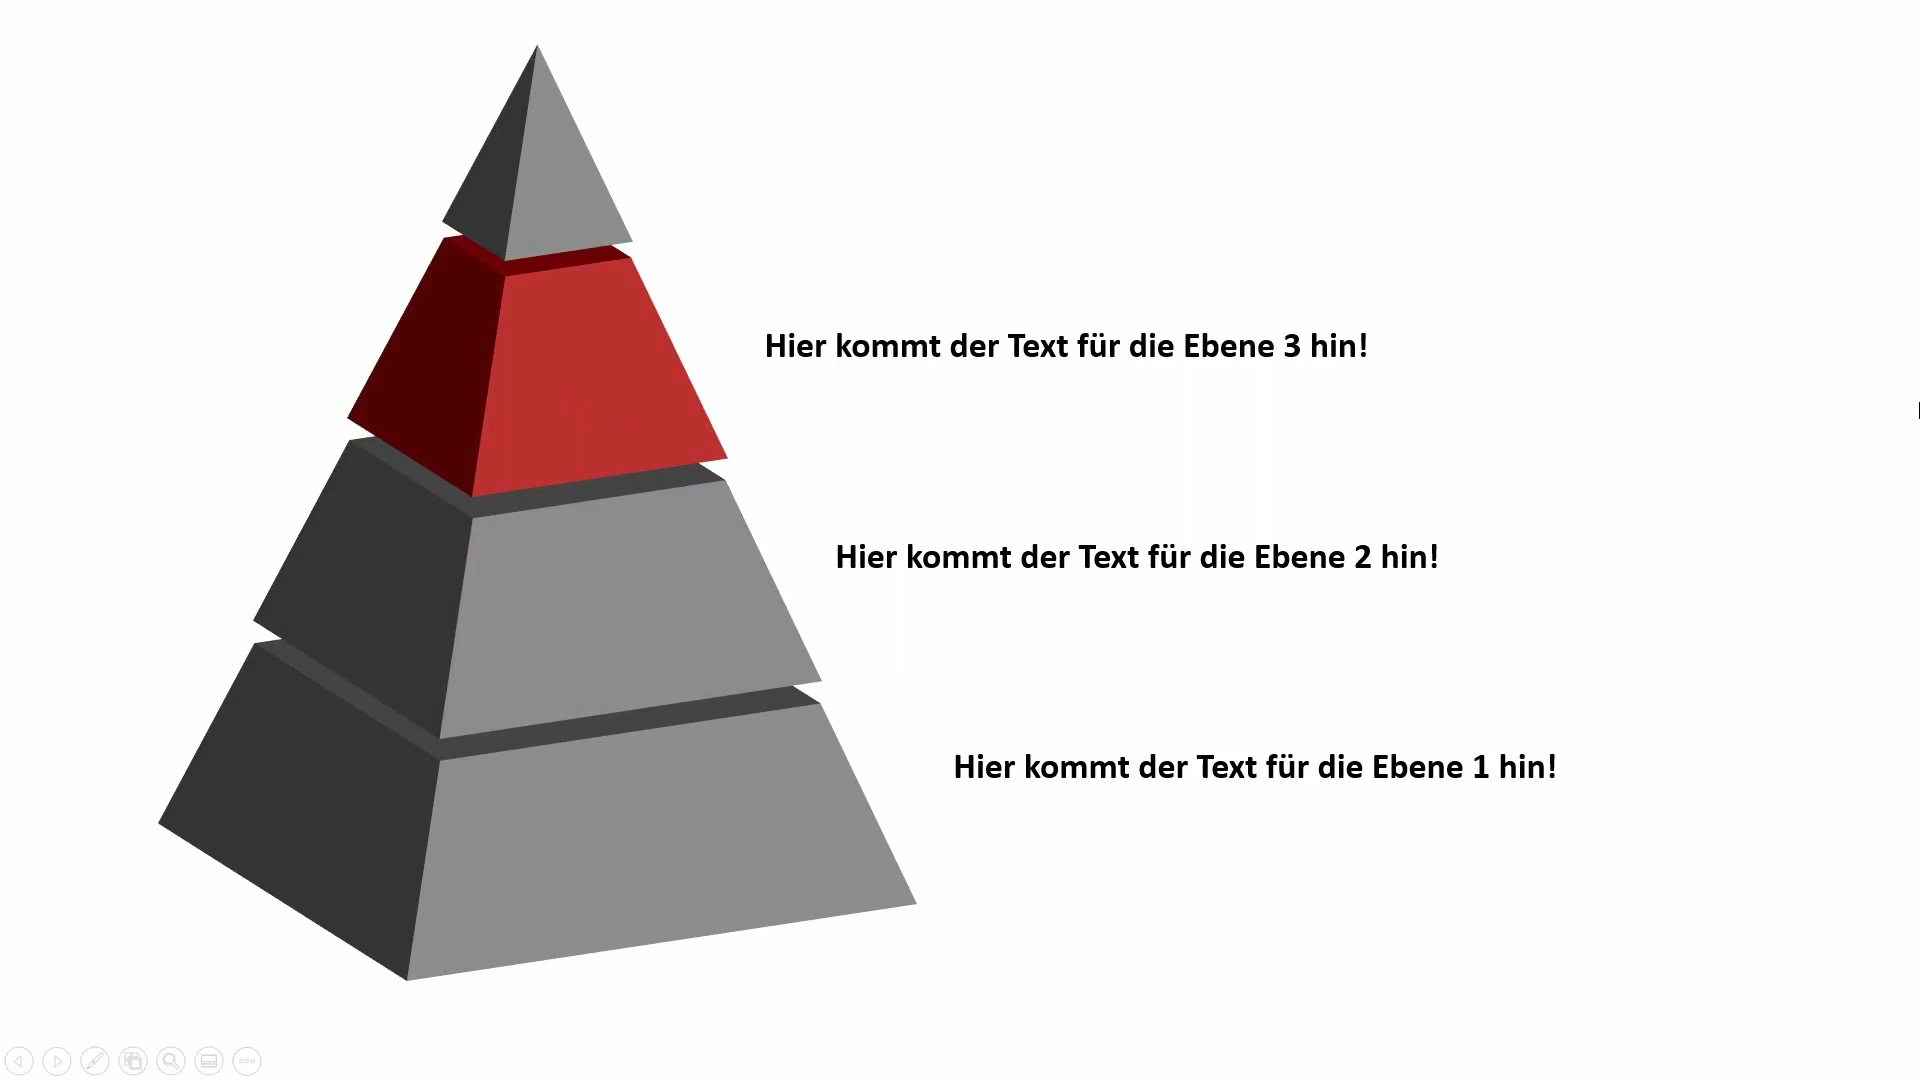 Hier kommt der Text für die Ebene 3 hin!
Hier kommt der Text für die Ebene 2 hin!
Hier kommt der Text für die Ebene 1 hin!